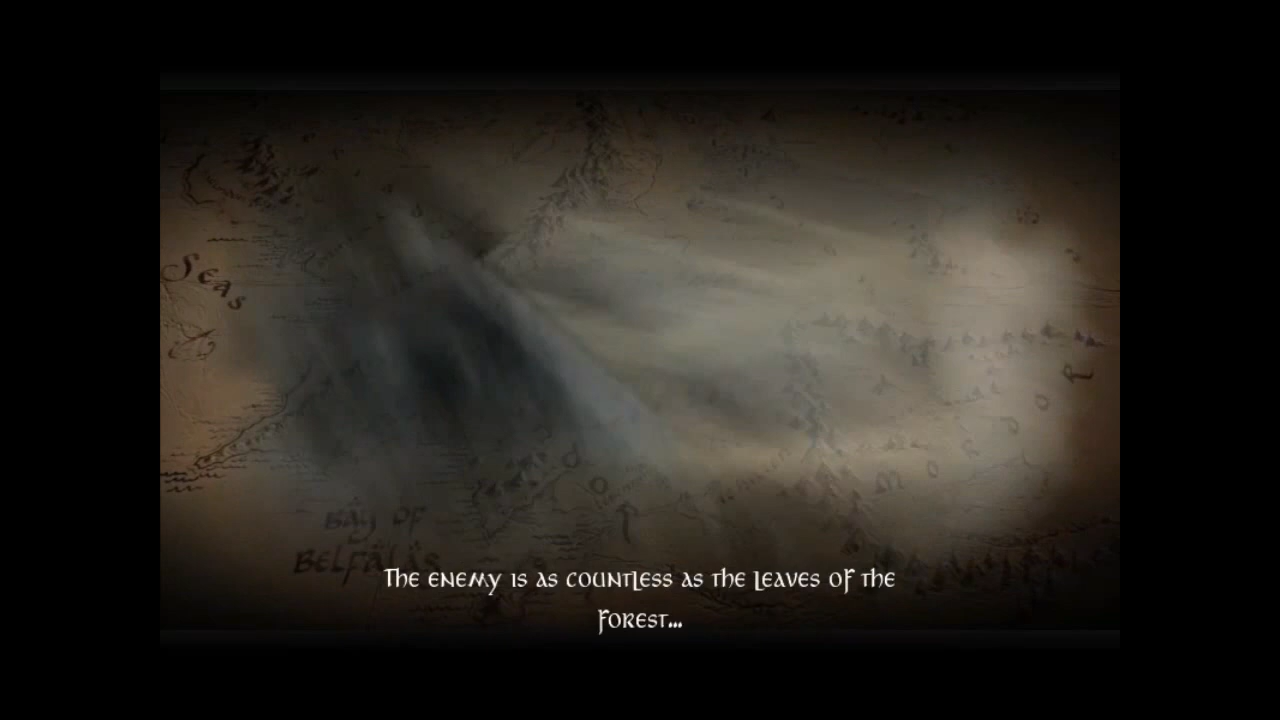 Seas
Bay of
Belfalas
d
o
r
m
o
d
o
r
The enemy is as countless as the leaves of the
forest...